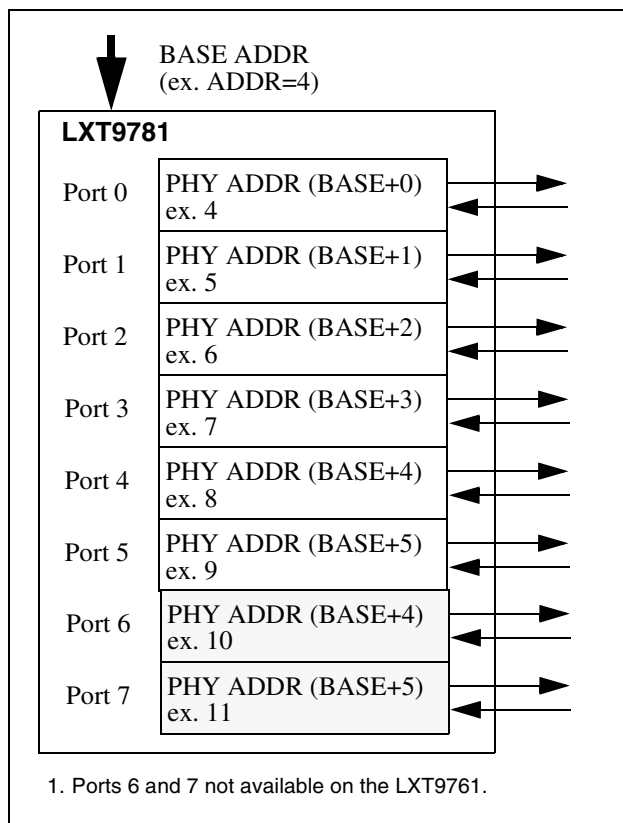 BASE ADDR
(ex. ADDR=4)
LXT9781
Port 0
PHY ADDR (BASE+0)
ex. 4
Port 1
PHY ADDR (BASE+1)
ex. 5
Port 2
PHY ADDR (BASE+2)
ex. 6
Port 3
PHY ADDR (BASE+3)
ex. 7
Port 4
PHY ADDR (BASE+4)
ex. 8
Port 5
PHY ADDR (BASE+5)
ex. 9
Port 6
PHY ADDR (BASE+4)
ex. 10
Port 7
PHY ADDR (BASE+5)
ex. 11
1. Ports 6 and 7 not available on the LXT9761.